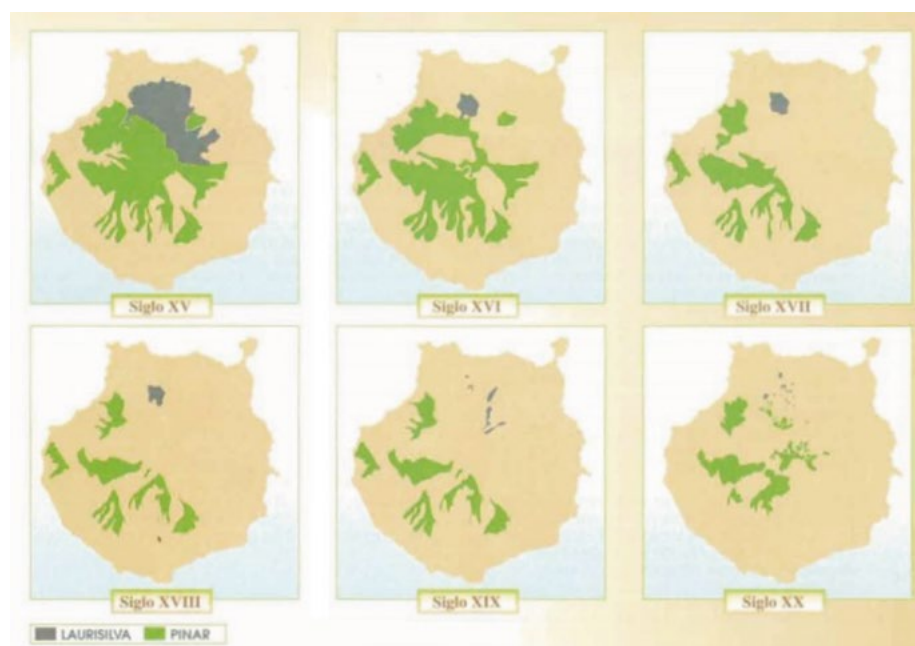 Siglo XV
Siglo XVI
Siglo XVII
Siglo XVIII
Siglo XIX
Siglo XX
LAURISILVA
PINAR